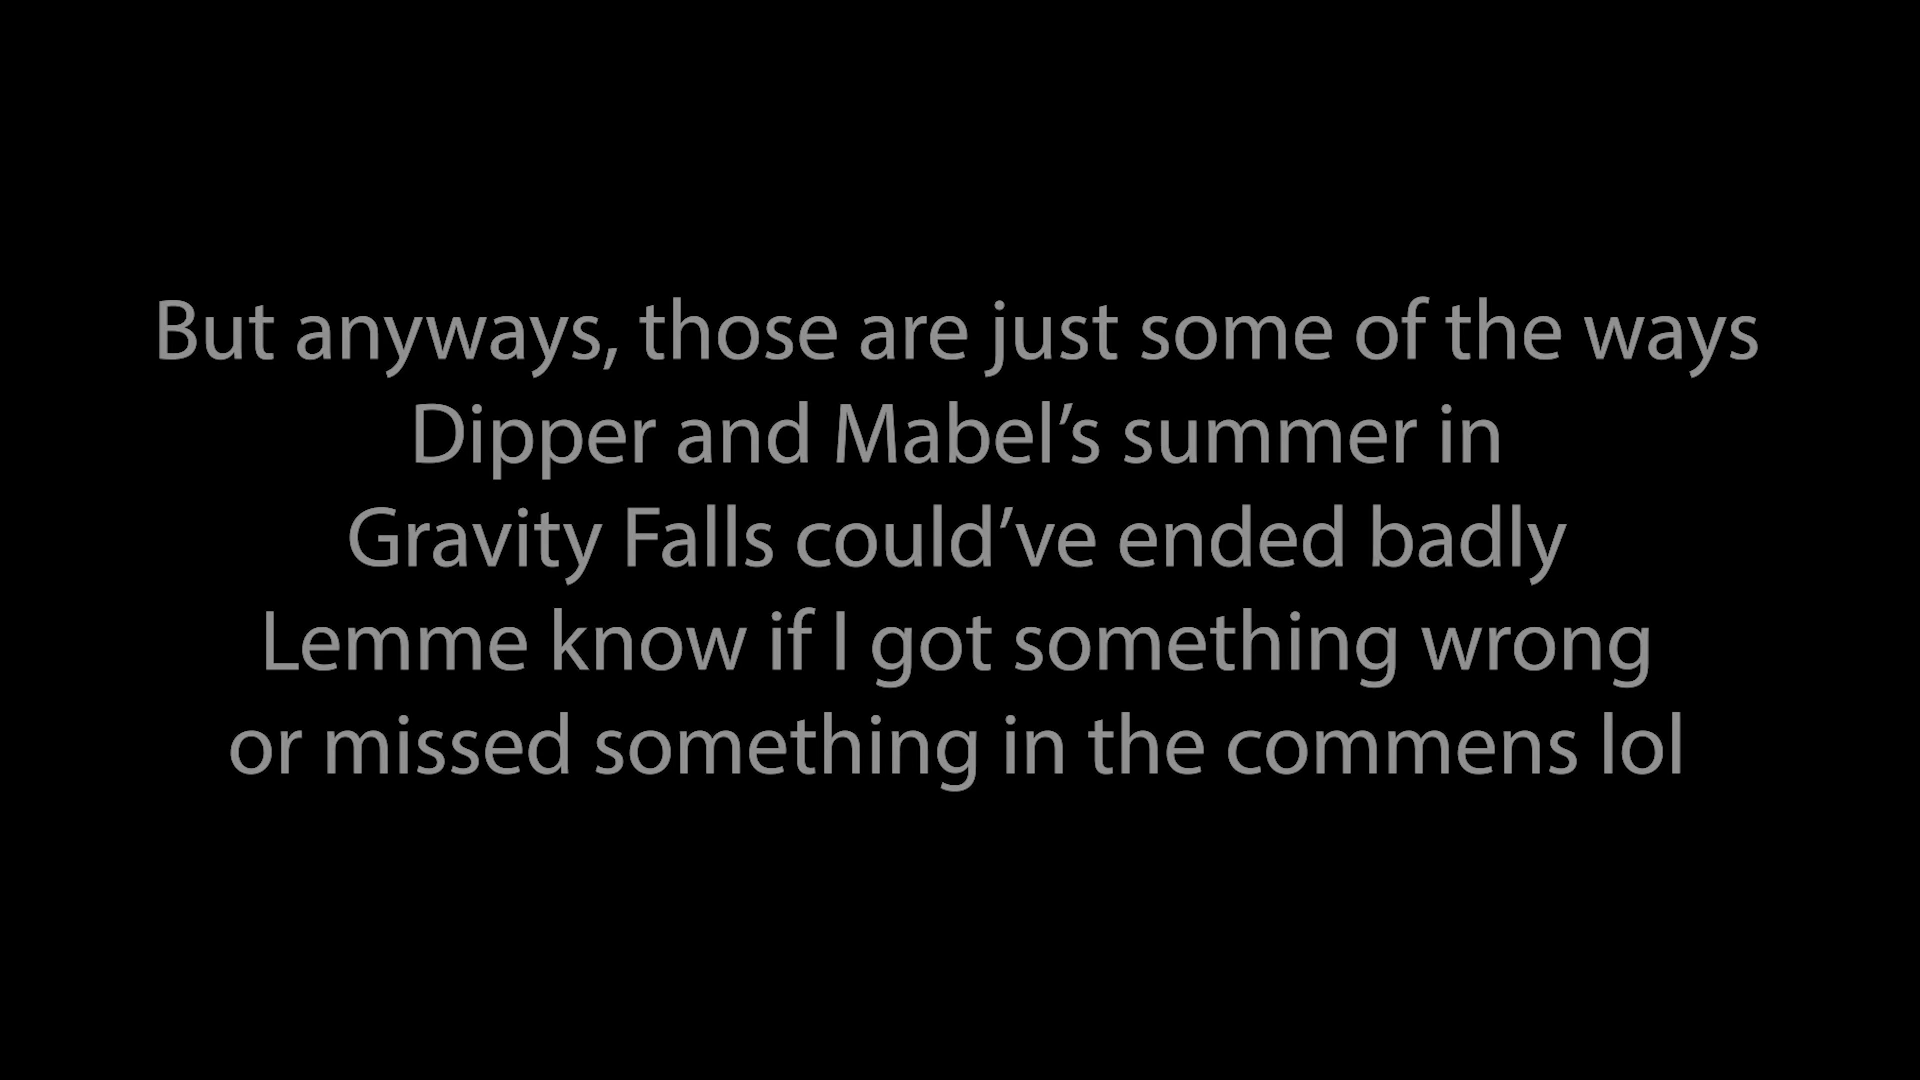 But anyways, those are just some of the ways
Dipper and Mabel’s summer in
Gravity Falls could’ve ended badly
Lemme know if I got something wrong
or missed something in the commens lol